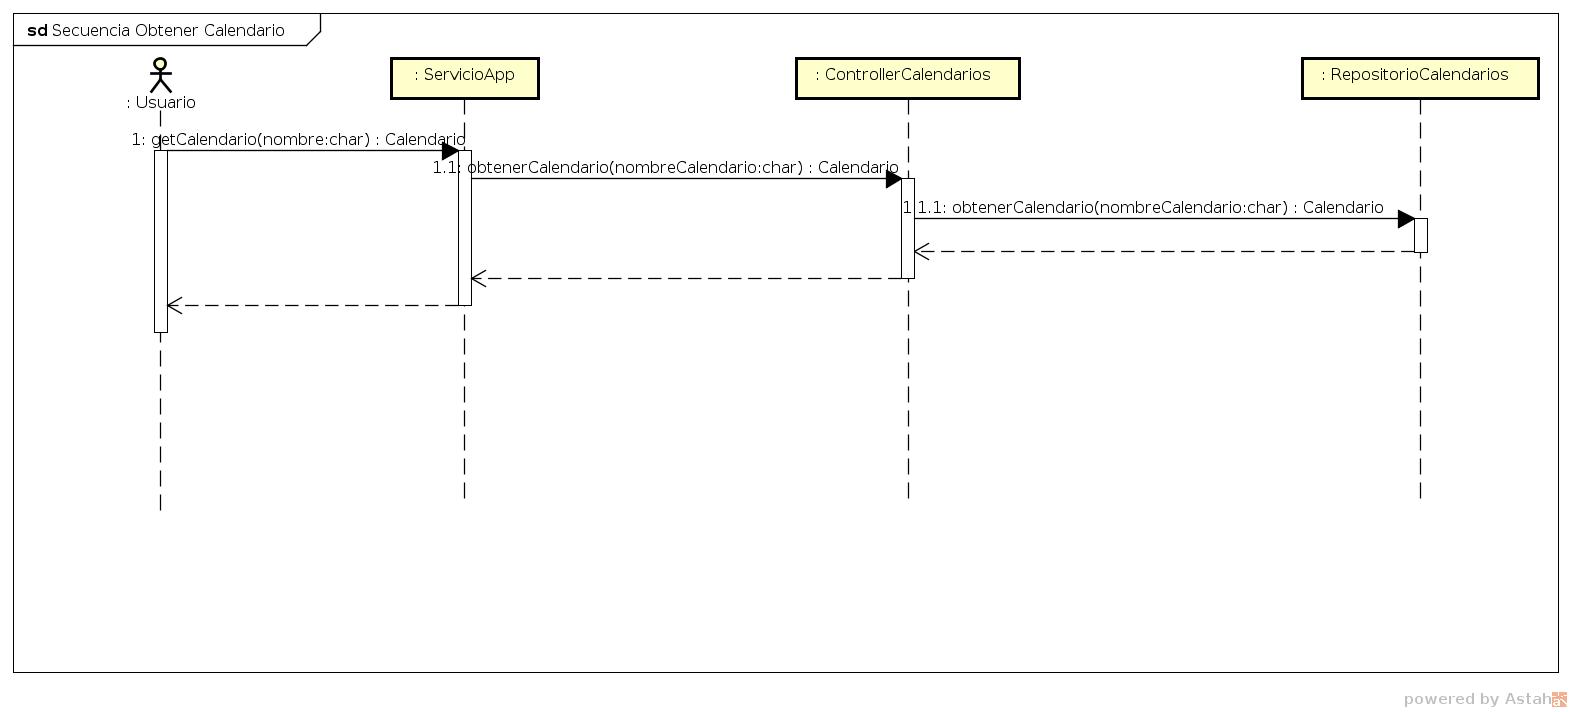 sd Secuencia Obtener Calendario
: Usuario
: ServicioApp
: ControllerCalendarios
: RepositorioCalendarios
1: getCalendario(nombre:char) : Calendario
1.1: obtenerCalendario(nombreCalendario:char) : Calendario
1.1.1: obtenerCalendario(nombreCalendario:char) : Calendario
powered by Astah